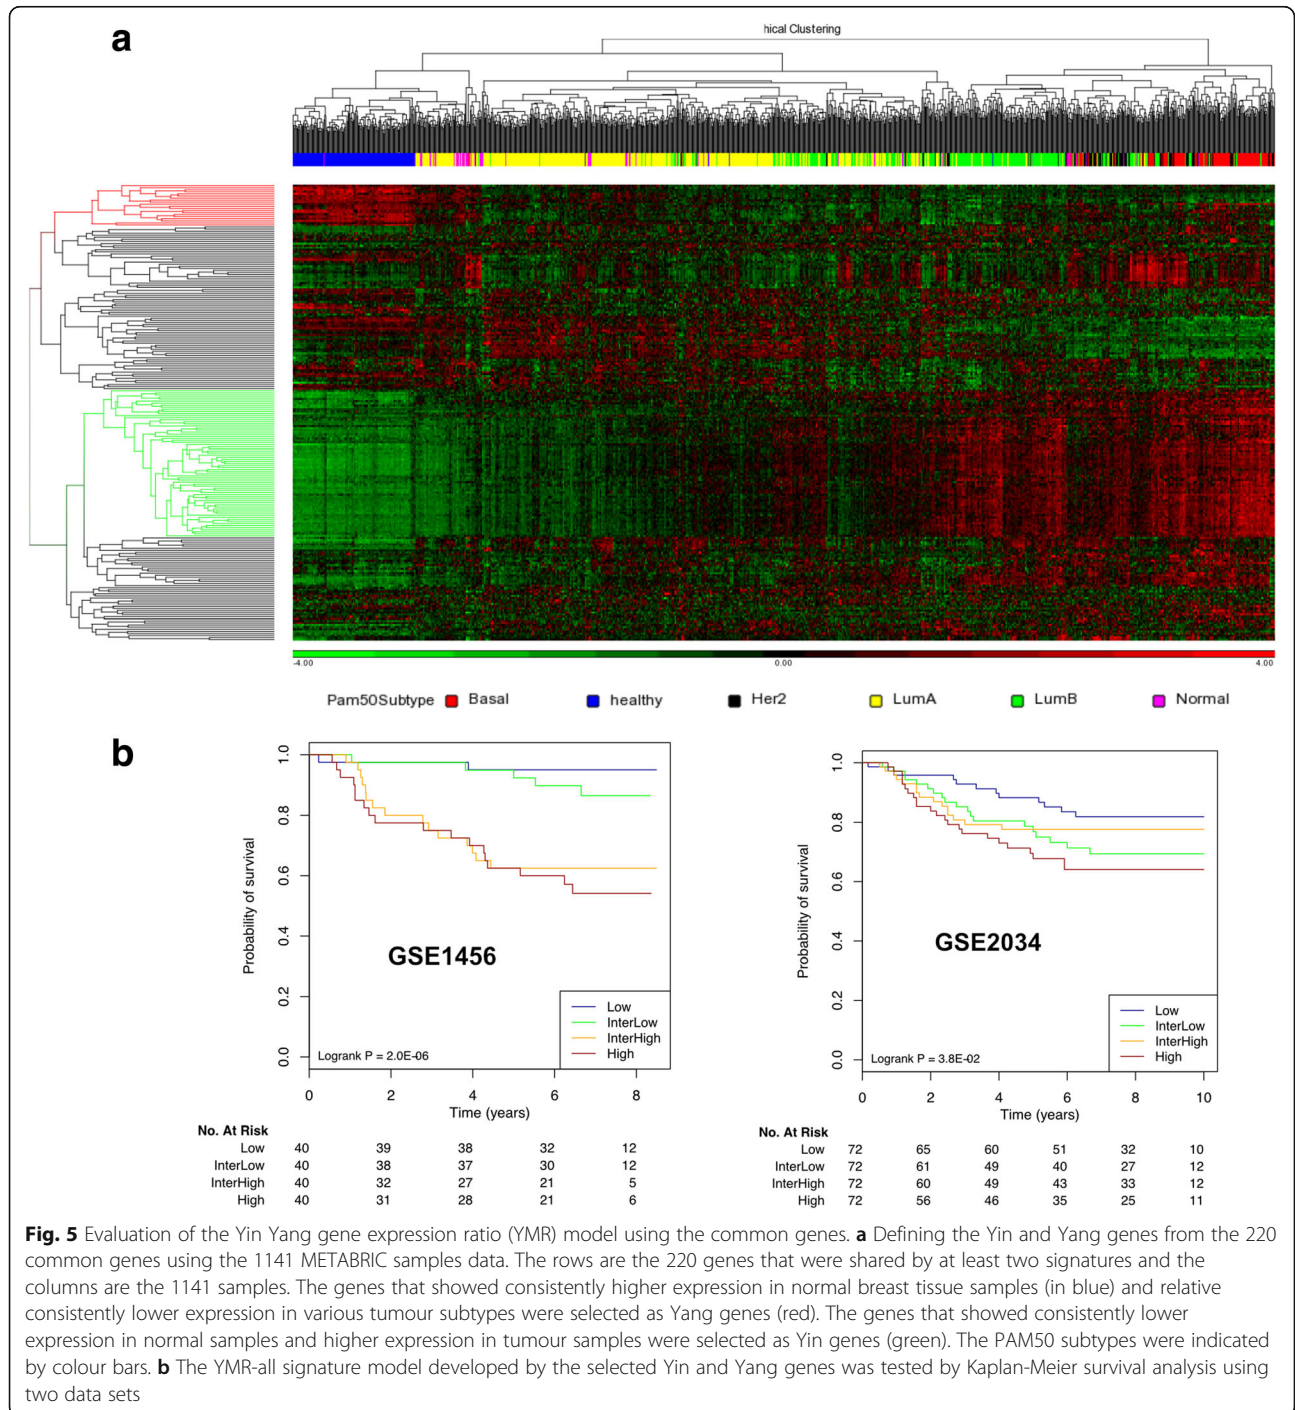 a
hical Clustering
-4.00 0.00 4.00
Pam50Subtype Basal healthy Her2 LumA LumB Normal
b
Probability of survival
1.0
0.8
0.6
0.4
0.2
0.0
GSE1456
Low
InterLow
InterHigh
High
Logrank P = 2.0E-06
0 2 4 6 8
Time (years)
No. At Risk
Low 40 39 38 32 12
InterLow 40 38 37 30 12
InterHigh 40 32 27 21 5
High 40 31 28 21 6
Probability of survival
1.0
0.8
0.6
0.4
0.2
0.0
GSE2034
Low
InterLow
InterHigh
High
Logrank P = 3.8E-02
0 2 4 6 8 10
Time (years)
No. At Risk
Low 72 65 60 51 32 10
InterLow 72 61 49 40 27 12
InterHigh 72 60 49 43 33 12
High 72 56 46 35 25 11
Fig. 5 Evaluation of the Yin Yang gene expression ratio (YMR) model using the common genes. a Defining the Yin and Yang genes from the 220
common genes using the 1141 METABRIC samples data. The rows are the 220 genes that were shared by at least two signatures and the
columns are the 1141 samples. The genes that showed consistently higher expression in normal breast tissue samples (in blue) and relative
consistently lower expression in various tumour subtypes were selected as Yang genes (red). The genes that showed consistently lower
expression in normal samples and higher expression in tumour samples were selected as Yin genes (green). The PAM50 subtypes were indicated
by colour bars. b The YMR-all signature model developed by the selected Yin and Yang genes was tested by Kaplan-Meier survival analysis using
two data sets